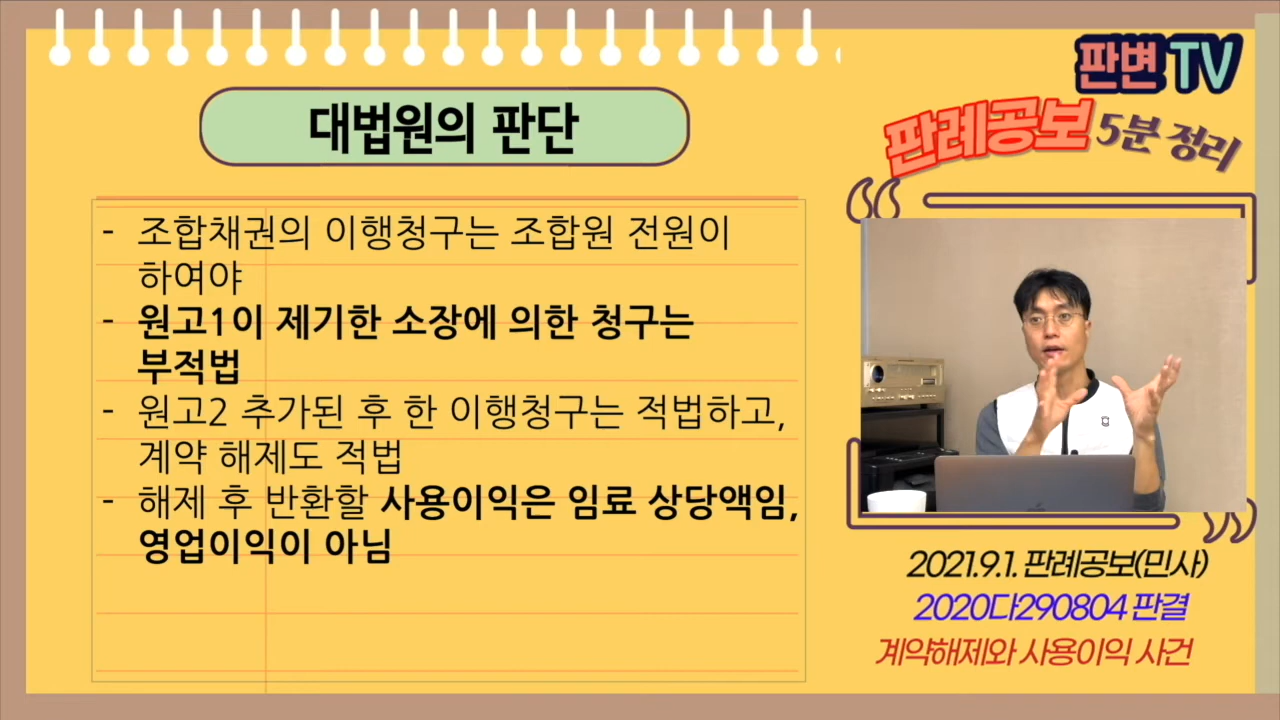 판변 TV
판례공보 5분 정리
대법원의 판단
- 조합채권의 이행청구는 조합원 전원이
하여야
- 원고1이 제기한 소장에 의한 청구는
부적법
- 원고2 추가된 후 한 이행청구는 적법하고,
계약 해제도 적법
- 해제 후 반환할 사용이익은 임료 상당액임,
영업이익이 아님
2021.9.1. 판례공보(민사)
2020다290804 판결
계약해제와 사용이익 사건